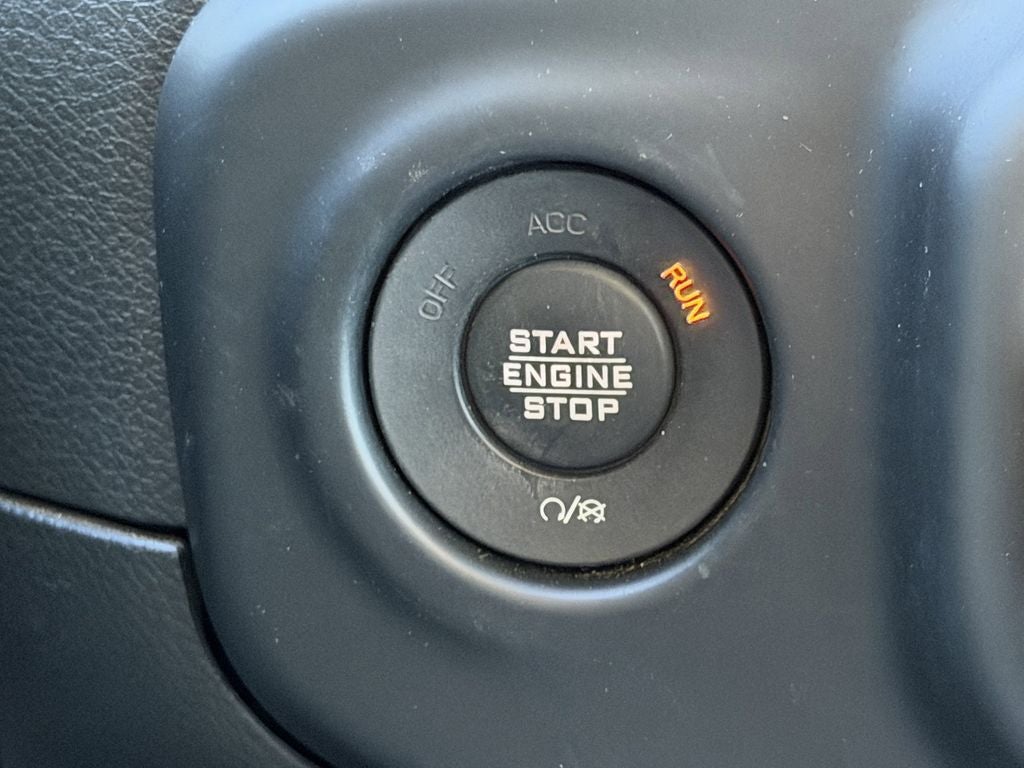 ACC
OFF
RUN
START
ENGINE
STOP